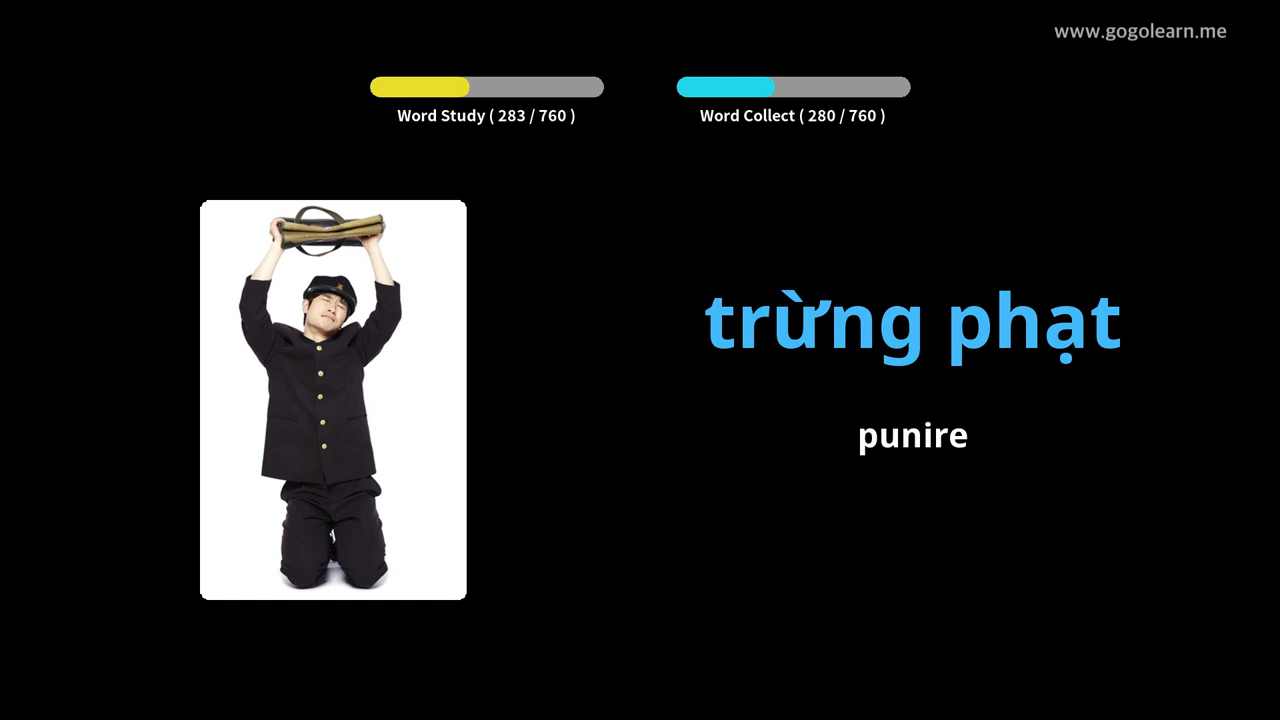 www.gogolearn.me
Word Study ( 283 / 760 )
Word Collect ( 280 / 760 )
trừng phạt
punire